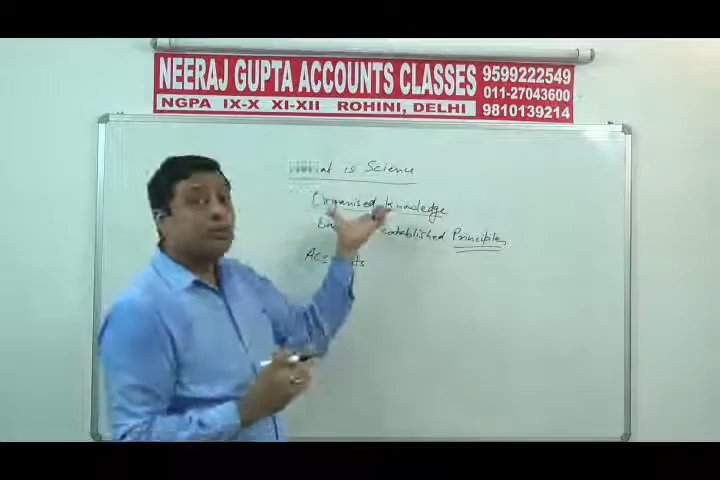 NEERAJ GUPTA ACCOUNTS CLASSES
NGPA IX-X XI-XII ROHINI, DELHI
9599222549
011-27043600
9810139214
is Science
Organised knowledge
established Principles